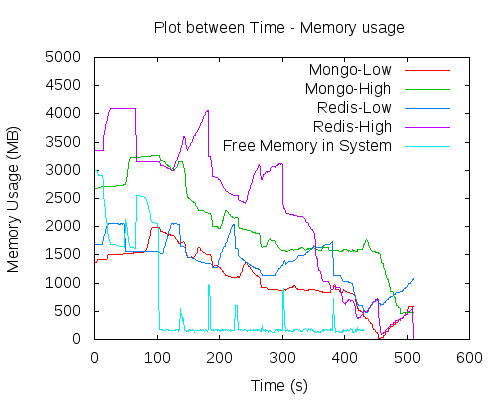 Plot between Time - Memory usage
Memory Usage (MB)
5000
4500
4000
3500
3000
2500
2000
1500
1000
500
0
Mongo-Low
Mongo-High
Redis-Low
Redis-High
Free Memory in System
0 100 200 300 400 500 600
Time (s)